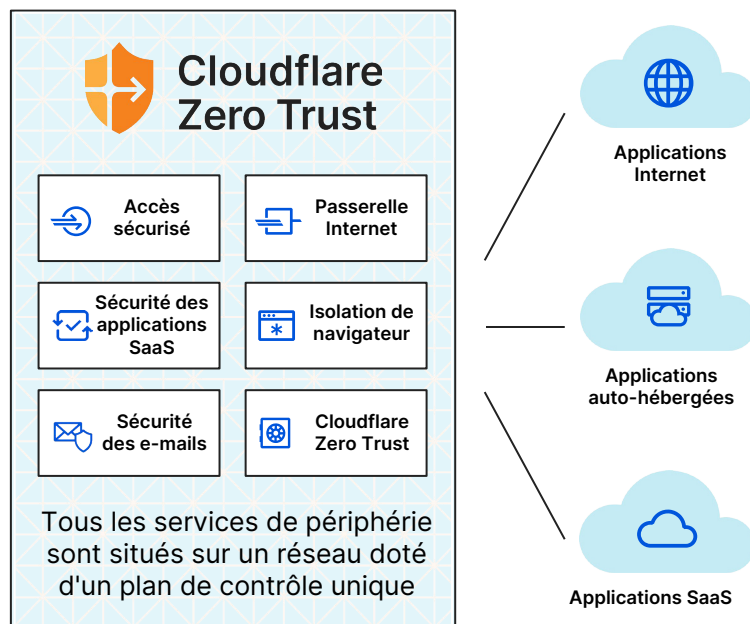 Cloudflare
Zero Trust
Accès
sécurisé
Passerelle
Internet
Sécurité des
applications
SaaS
Isolation de
navigateur
Sécurité
des e-mails
Cloudflare
Zero Trust
Tous les services de périphérie
sont situés sur un réseau doté
d'un plan de contrôle unique
Applications
Internet
Applications
auto-hébergées
Applications SaaS